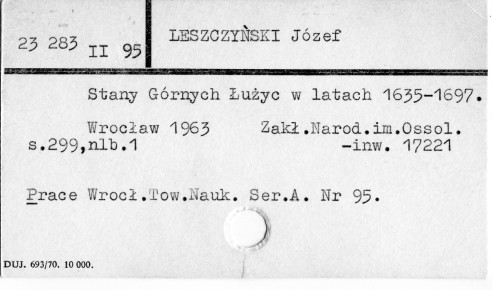 23 283 II 95
LESZCZYŃSKI Józef
Stany Górnych Łużyc w latach 1635-1697.
Wrocław 1963 Zakł.Narod.im.Ossol.
s.299,nlb.1 -inw. 17221
Prace Wrocł.Tow.Nauk. Ser.A. Nr 95.
DUJ. 693/70. 10 000.